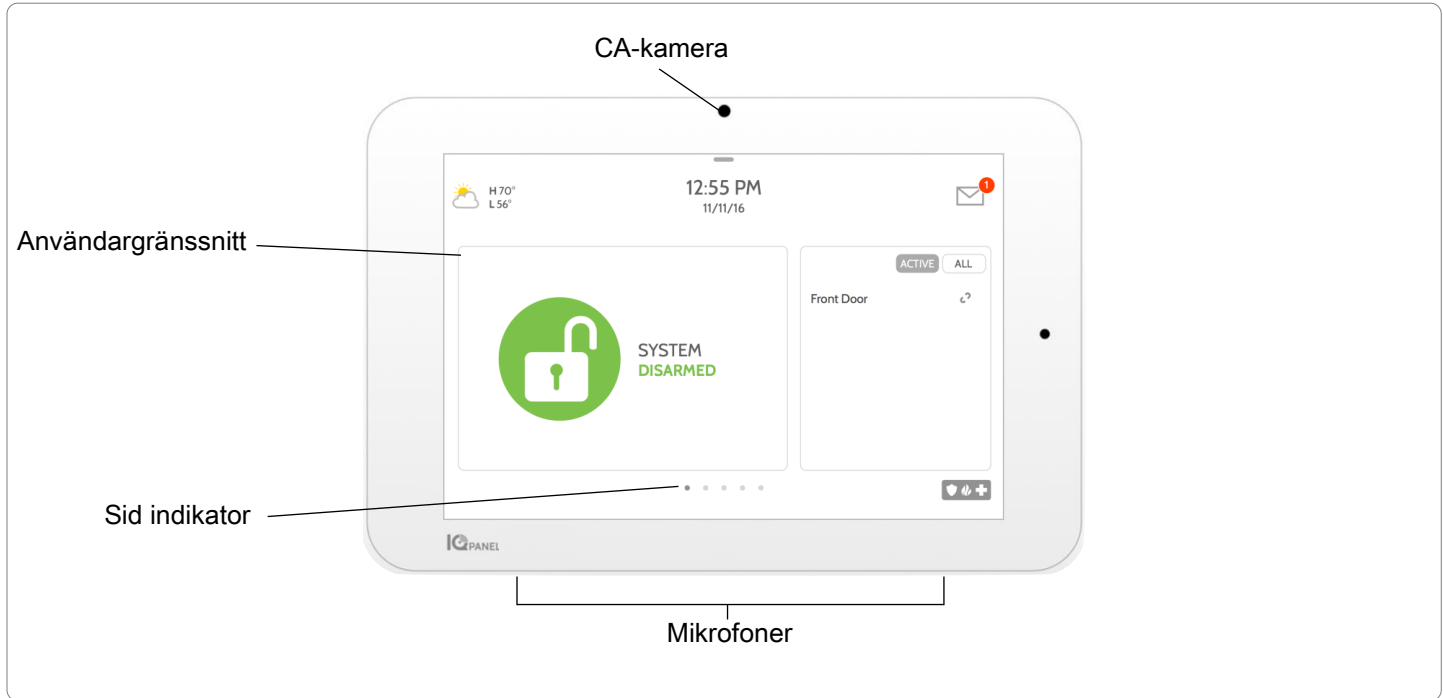 CA-kamera
H 70°
L 56°
12:55 PM
11/11/16
1
Användargränssnitt
ACTIVE ALL
Front Door
SYSTEM
DISARMED
Sid indikator
IQ PANEL
Mikrofoner